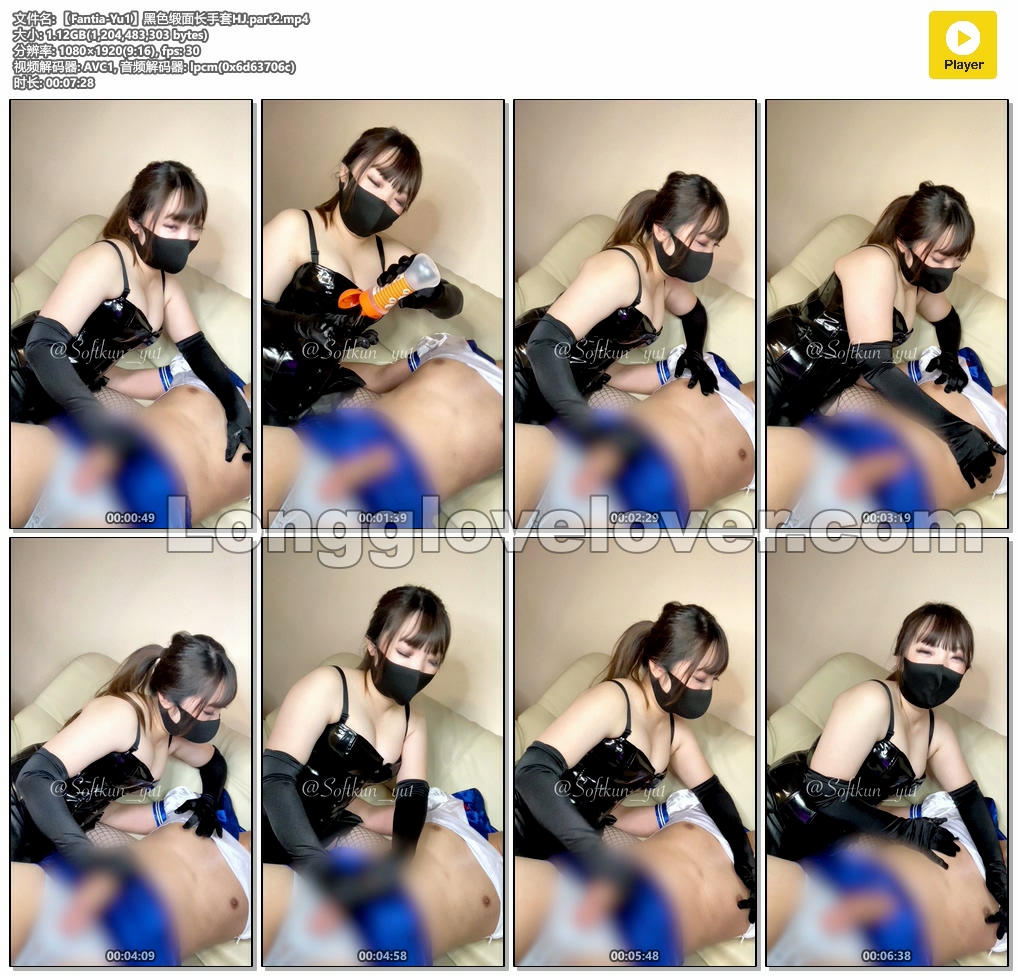 文件名: 【Fantia-Yu1】黑色缎面长手套HJ.part2.mp4
大小: 1.12GB(1,204,483,303 bytes)
分辨率: 1080×1920(9:16), fps: 30
视频解码器: AVC1, 音频解码器: lpcm(0x6d63706c)
时长: 00:07:28
Player
@Softkun_yu1 @Softkun_yu1 @Softkun_yu1 @Softkun_yu1
00:00:49 00:01:39 00:02:29 00:03:19
Longglovelover.com
@Softkun_yu1 @Softkun_yu1 @Softkun_yu1 @Softkun_yu1
00:04:09 00:04:58 00:05:48 00:06:38